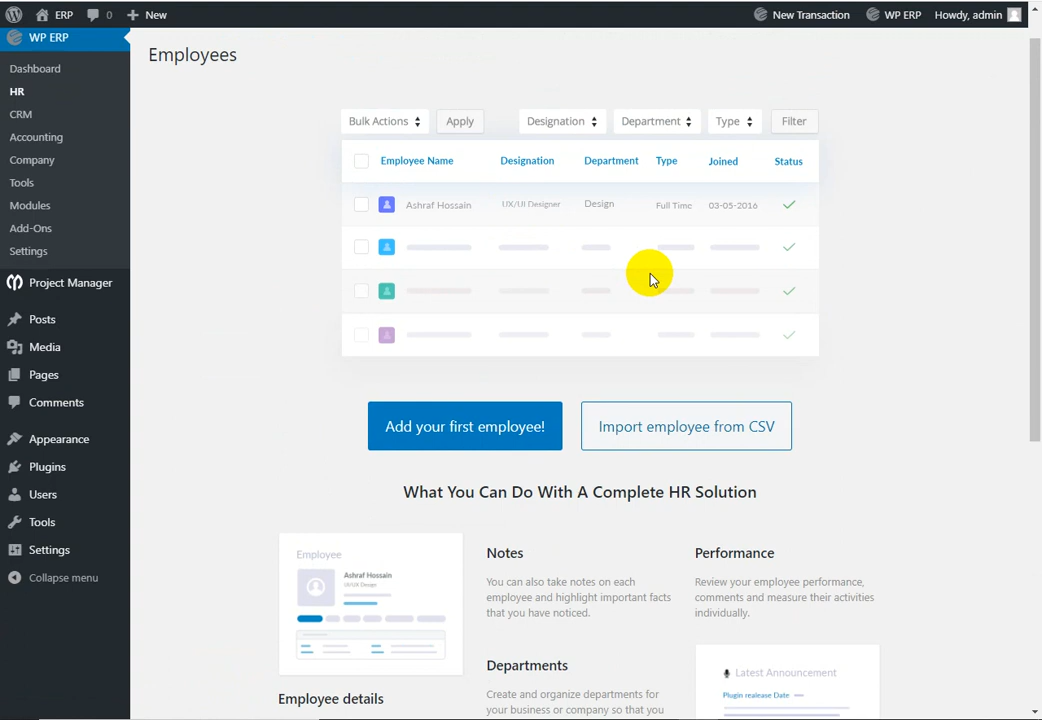 ERP 0 New New Transaction WP ERP Howdy, admin
WP ERP
Dashboard
HR
CRM
Accounting
Company
Tools
Modules
Add-Ons
Settings
Project Manager
Posts
Media
Pages
Comments
Appearance
Plugins
Users
Tools
Settings
Collapse menu
Employees
Bulk Actions Apply Designation Department Type Filter
Employee Name Designation Department Type Joined Status
Ashraf Hossain UX/UI Designer Design Full Time 03-05-2016
Add your first employee! Import employee from CSV
What You Can Do With A Complete HR Solution
Employee
Ashraf Hossain
UI/UX Design
Employee details
Notes
You can also take notes on each
employee and highlight important facts
that you have noticed.
Departments
Create and organize departments for
your business or company so that you
Performance
Review your employee performance,
comments and measure their activities
individually.
Latest Announcement
Plugin realease Date